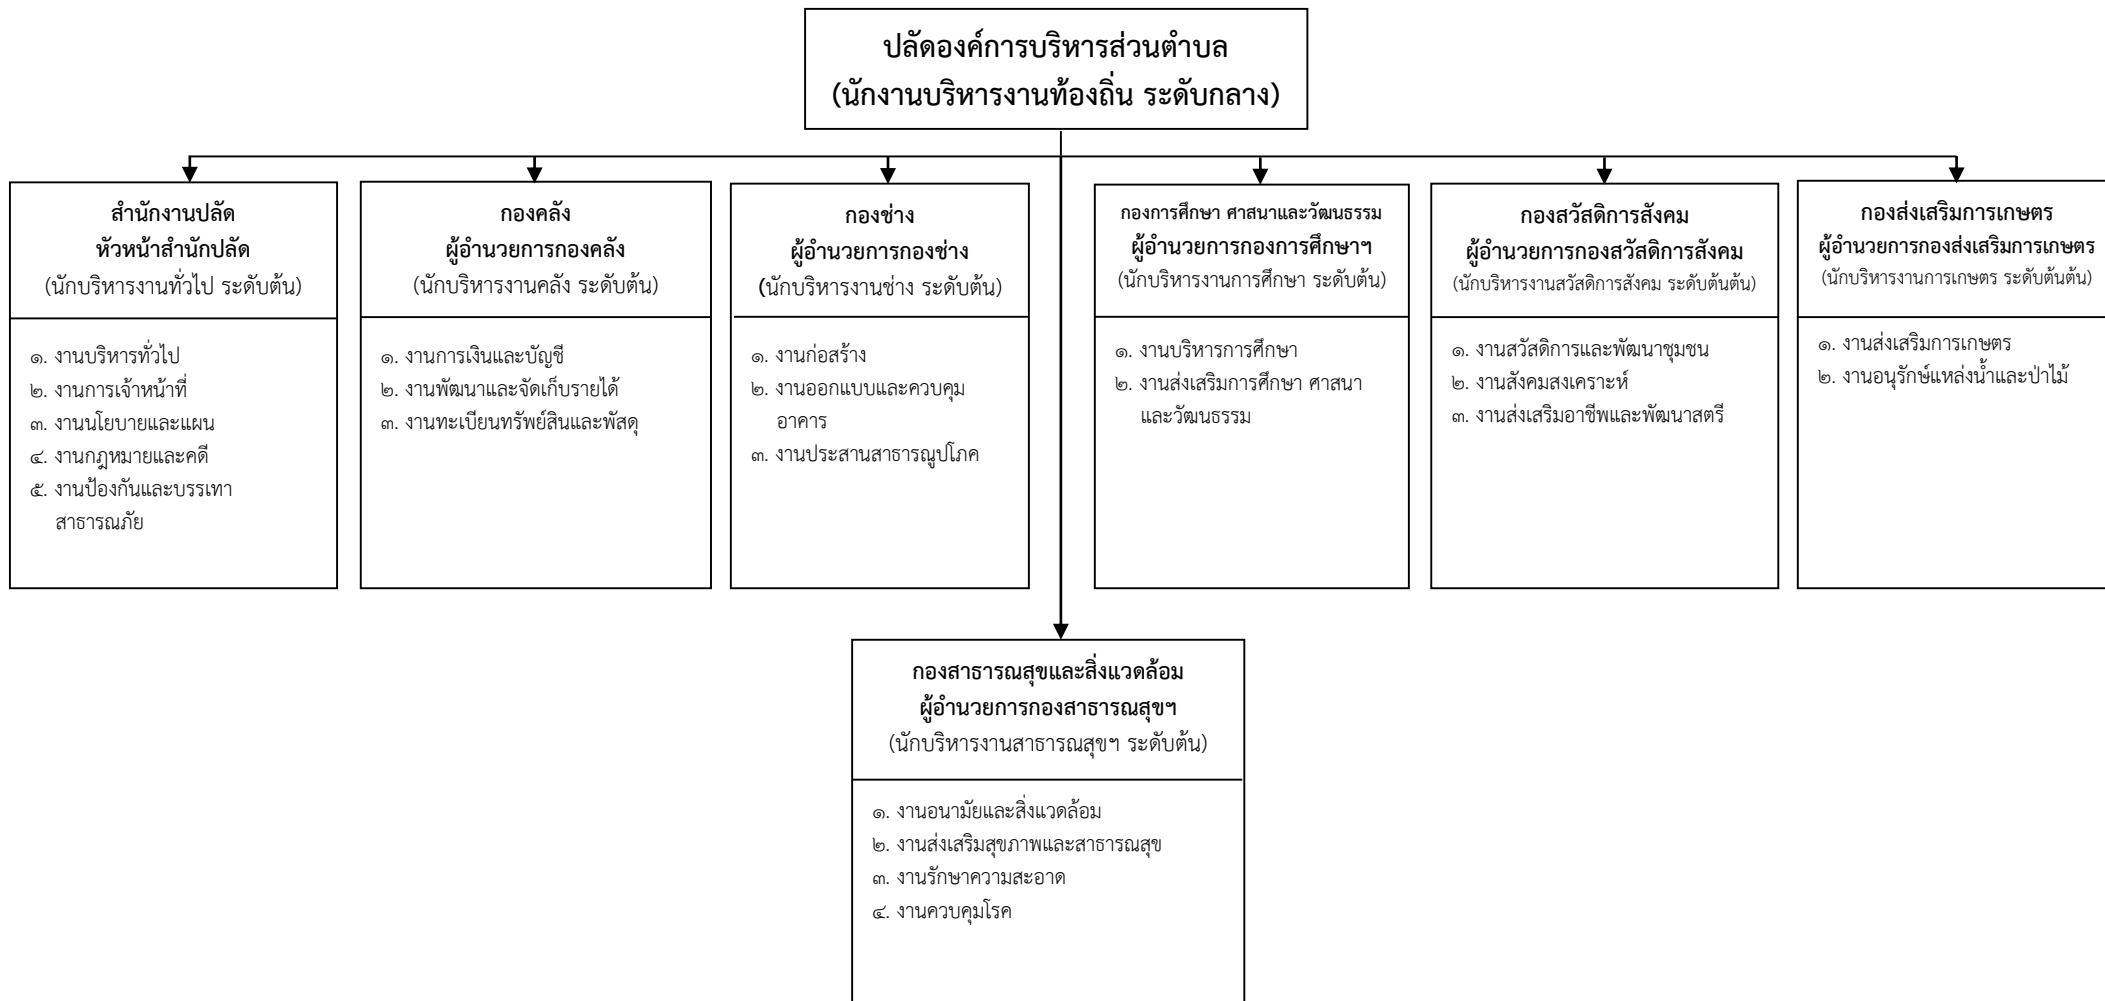 ปลัดองค์การบริหารส่วนตำบล
(นักงานบริหารงานท้องถิ่น ระดับกลาง)
สำนักงานปลัด
หัวหน้าสำนักปลัด
(นักบริหารงานทั่วไป ระดับต้น)
๑. งานบริหารทั่วไป
๒. งานการเจ้าหน้าที่
๓. งานนโยบายและแผน
๔. งานกฎหมายและคดี
๕. งานป้องกันและบรรเทา
สาธารณภัย
กองคลัง
ผู้อำนวยการกองคลัง
(นักบริหารงานคลัง ระดับต้น)
๑. งานการเงินและบัญชี
๒. งานพัฒนาและจัดเก็บรายได้
๓. งานทะเบียนทรัพย์สินและพัสดุ
กองช่าง
ผู้อำนวยการกองช่าง
(นักบริหารงานช่าง ระดับต้น)
๑. งานก่อสร้าง
๒. งานออกแบบและควบคุม
อาคาร
๓. งานประสานสาธารณูปโภค
กองการศึกษา ศาสนาและวัฒนธรรม
ผู้อำนวยการกองการศึกษาฯ
(นักบริหารงานการศึกษา ระดับต้น)
๑. งานบริหารการศึกษา
๒. งานส่งเสริมการศึกษา ศาสนา
และวัฒนธรรม
กองสวัสดิการสังคม
ผู้อำนวยการกองสวัสดิการสังคม
(นักบริหารงานสวัสดิการสังคม ระดับต้นต้น)
๑. งานสวัสดิการและพัฒนาชุมชน
๒. งานสังคมสงเคราะห์
๓. งานส่งเสริมอาชีพและพัฒนาสตรี
กองส่งเสริมการเกษตร
ผู้อำนวยการกองส่งเสริมการเกษตร
(นักบริหารงานการเกษตร ระดับต้นต้น)
๑. งานส่งเสริมการเกษตร
๒. งานอนุรักษ์แหล่งน้ำและป่าไม้
กองสาธารณสุขและสิ่งแวดล้อม
ผู้อำนวยการกองสาธารณสุขฯ
(นักบริหารงานสาธารณสุขฯ ระดับต้น)
๑. งานอนามัยและสิ่งแวดล้อม
๒. งานส่งเสริมสุขภาพและสาธารณสุข
๓. งานรักษาความสะอาด
๔. งานควบคุมโรค